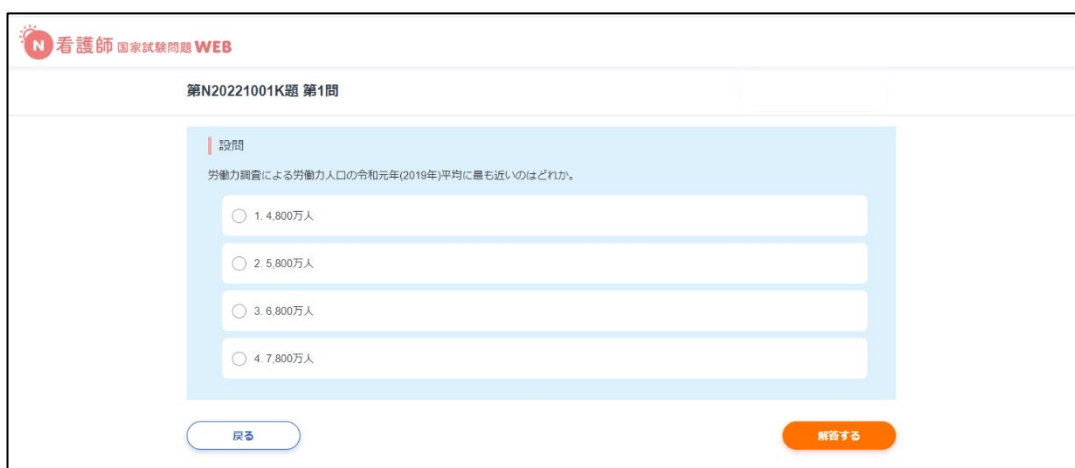 N 看護師 国家試験問題 WEB
第N20221001K題 第1問
設問
労働力調査による労働力人口の令和元年(2019年)平均に最も近いのはどれか。
1. 4,800万人
2. 5,800万人
3. 6,800万人
4. 7,800万人
戻る 解答する